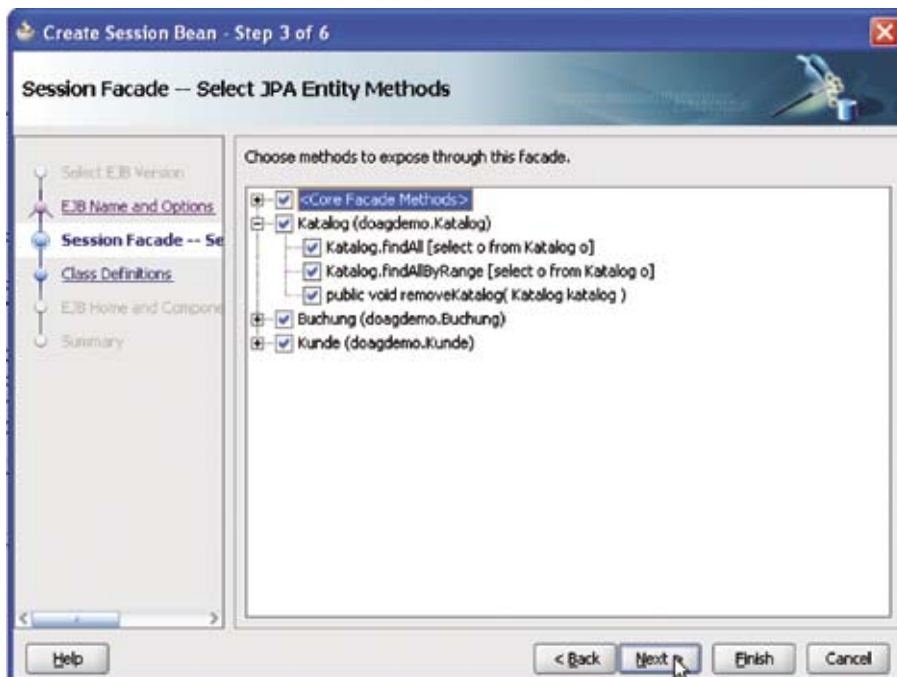 Create Session Bean - Step 3 of 6
Session Facade -- Select JPA Entity Methods
Select EJB Version
EJB Name and Options
Session Facade -- Se
Class Definitions
EJB Home and Compone
Summary
Choose methods to expose through this facade.
<Core Facade Methods>
Katalog (doagdemo.Katalog)
Katalog.findAll [select o from Katalog o]
Katalog.findAllByRange [select o from Katalog o]
public void removeKatalog( Katalog katalog )
Buchung (doagdemo.Buchung)
Kunde (doagdemo.Kunde)
Help
< Back
Next >
Finish
Cancel